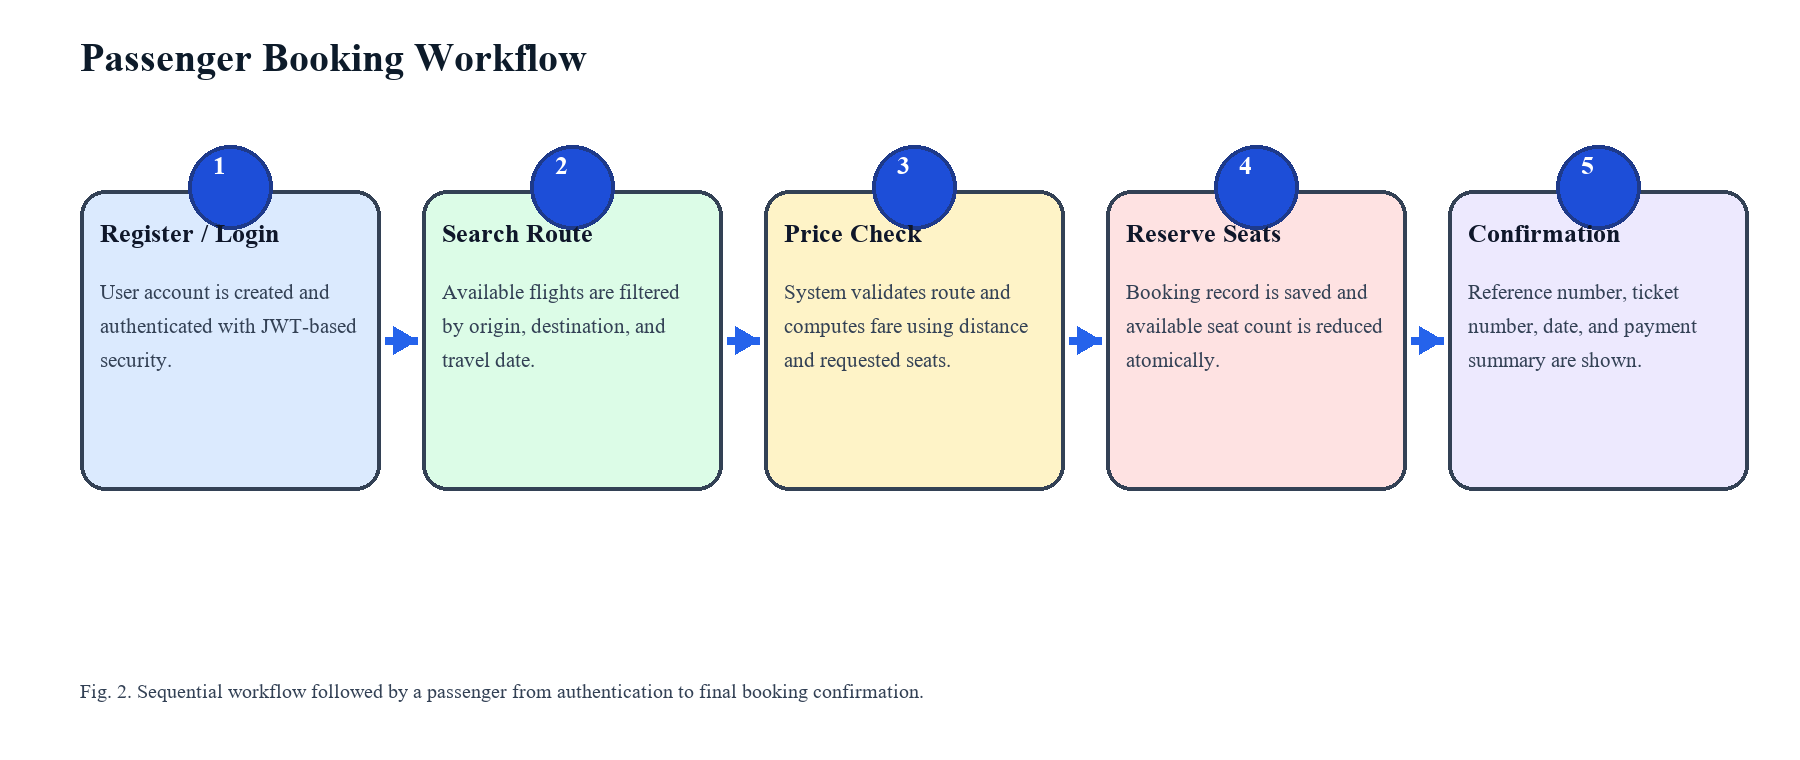 Passenger Booking Workflow
1
Register / Login
User account is created and
authenticated with JWT-based
security.
2
Search Route
Available flights are filtered
by origin, destination, and
travel date.
3
Price Check
System validates route and
computes fare using distance
and requested seats.
4
Reserve Seats
Booking record is saved and
available seat count is reduced
atomically.
5
Confirmation
Reference number, ticket
number, date, and payment
summary are shown.
Fig. 2. Sequential workflow followed by a passenger from authentication to final booking confirmation.